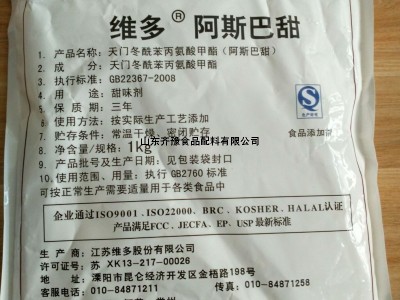 维多® 阿斯巴甜
1. 产品名称：天门冬酰苯丙氨酸甲酯（阿斯巴甜）
2. 成 分：天门冬酰苯丙氨酸甲酯
3. 执行标准：GB22367-2008
4. 用 途：甜味剂
5. 保 质 期：三年
6. 使用方法：按实际生产工艺添加
7. 贮存条件：常温干燥、密闭贮存
山东齐豫食品配料有限公司
食品添加剂
8. 净含量/规格：1kg
9. 产品批号及生产日期：见包装袋封口
10. 使用范围、用量：执行 GB2760 标准
可按正常生产需要适量用于各类食品中
企业通过ISO9001、ISO22000、BRC、KOSHER、HALAL认证
产品满足FCC、JECFA、EP、USP最新标准
QS
生 产 商：江苏维多股份有限公司
许可证号：苏 XK13-217-00026
地 址：溧阳市昆仑经济开发区金梧路198号
客服电话：010-84871211 传真：010-84871258